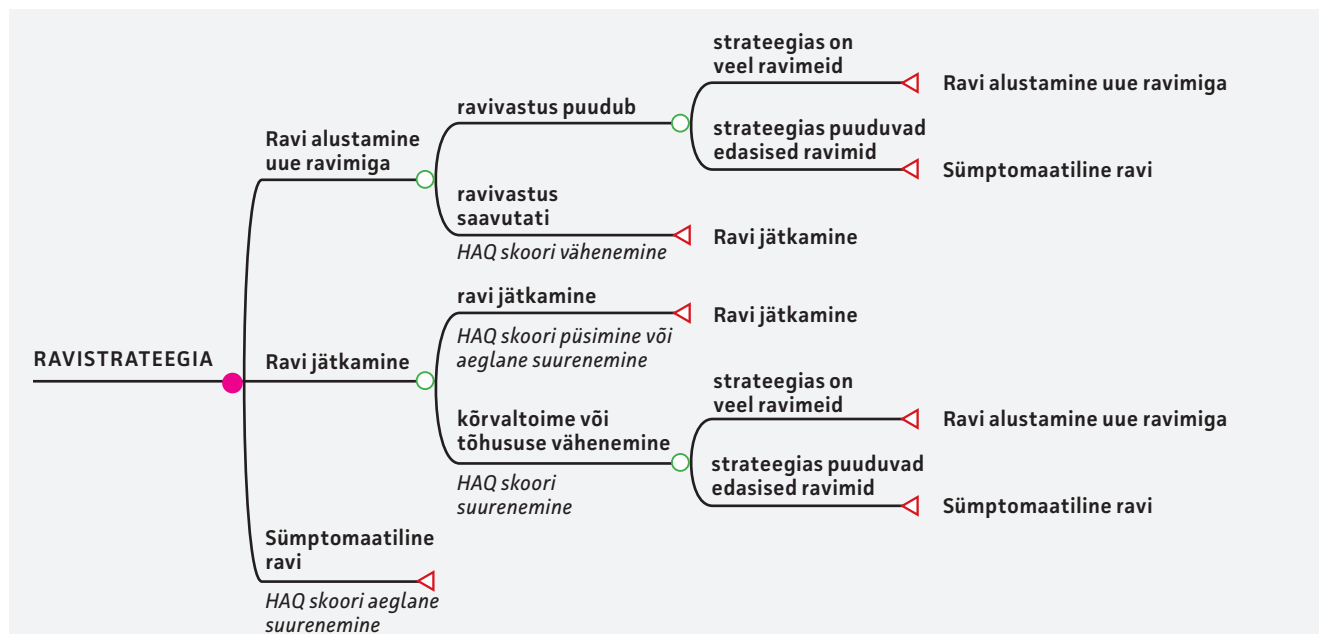 RAVISTRATEEGIA
Ravi alustamine
uue ravimiga
ravivastus puudub
strateegias on
veel ravimeid
Ravi alustamine uue ravimiga
strateegias puuduvad
edasised ravimid
Sümptomaatiline ravi
ravivastus
saavutati
HAQ skoori vähenemine
Ravi jätkamine
Ravi jätkamine
ravi jätkamine
HAQ skoori püsimine või
aeglane suurenemine
Ravi jätkamine
kõrvaltoime või
tõhususe vähenemine
HAQ skoori
suurenemine
strateegias on
veel ravimeid
Ravi alustamine uue ravimiga
strateegias puuduvad
edasised ravimid
Sümptomaatiline ravi
Sümptomaatiline
ravi
HAQ skoori aeglane
suurenemine